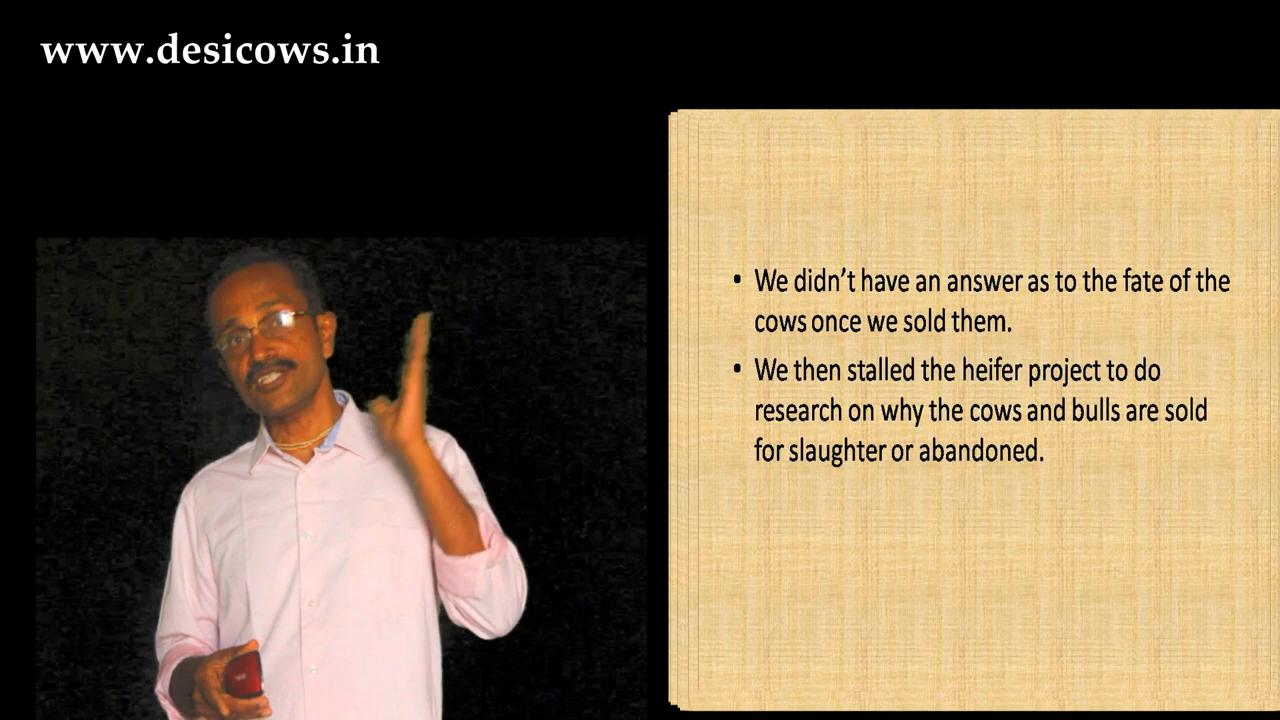 www.desicows.in
• We didn’t have an answer as to the fate of the
cows once we sold them.
• We then stalled the heifer project to do
research on why the cows and bulls are sold
for slaughter or abandoned.